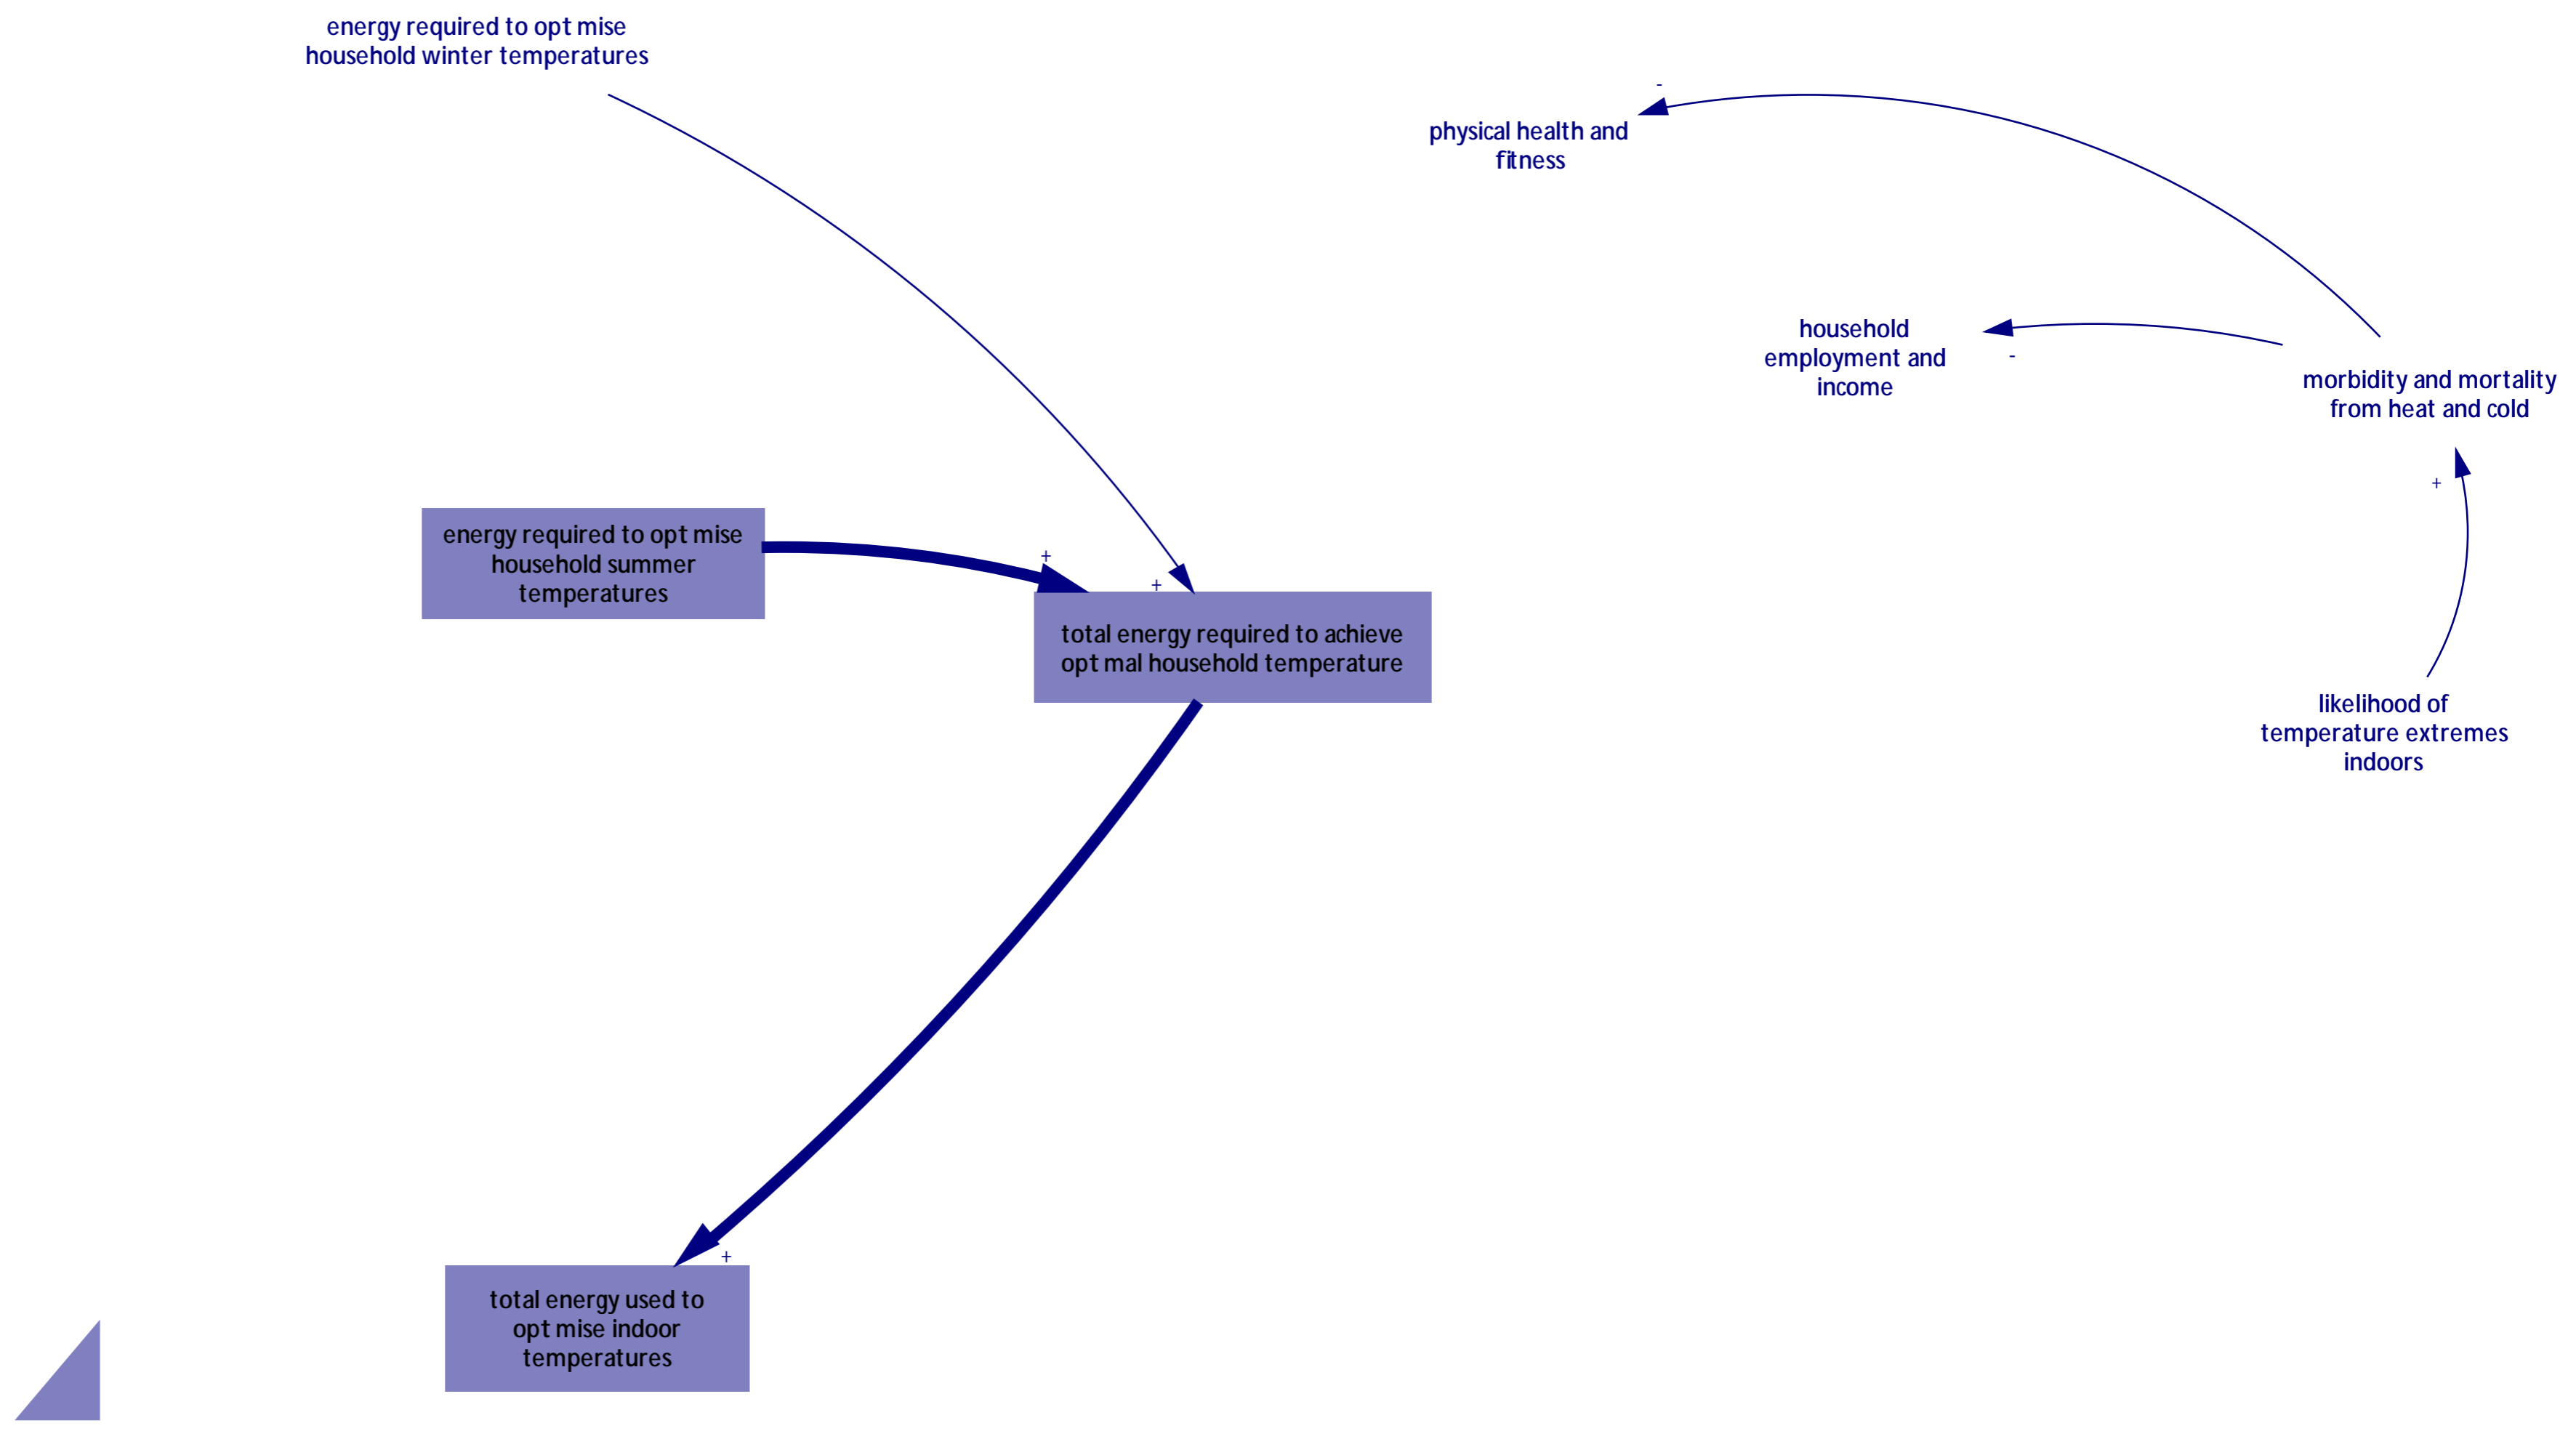 energy required to opt mise
household winter temperatures
-
physical health and
fitness
household
employment and
income
-
morbidity and mortality
from heat and cold
+
energy required to opt mise
household summer
temperatures
+
+
total energy required to achieve
opt mal household temperature
likelihood of
temperature extremes
indoors
+
total energy used to
opt mise indoor
temperatures